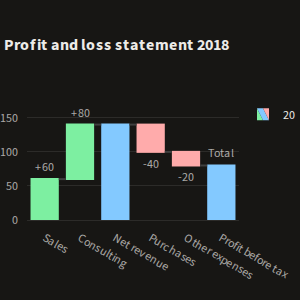 Profit and loss statement 2018
+80
150
20
Total
+60
100
-40
-20
50
0
Sales
Consulting
Net revenue
Purchases
Other expenses
Profit before tax